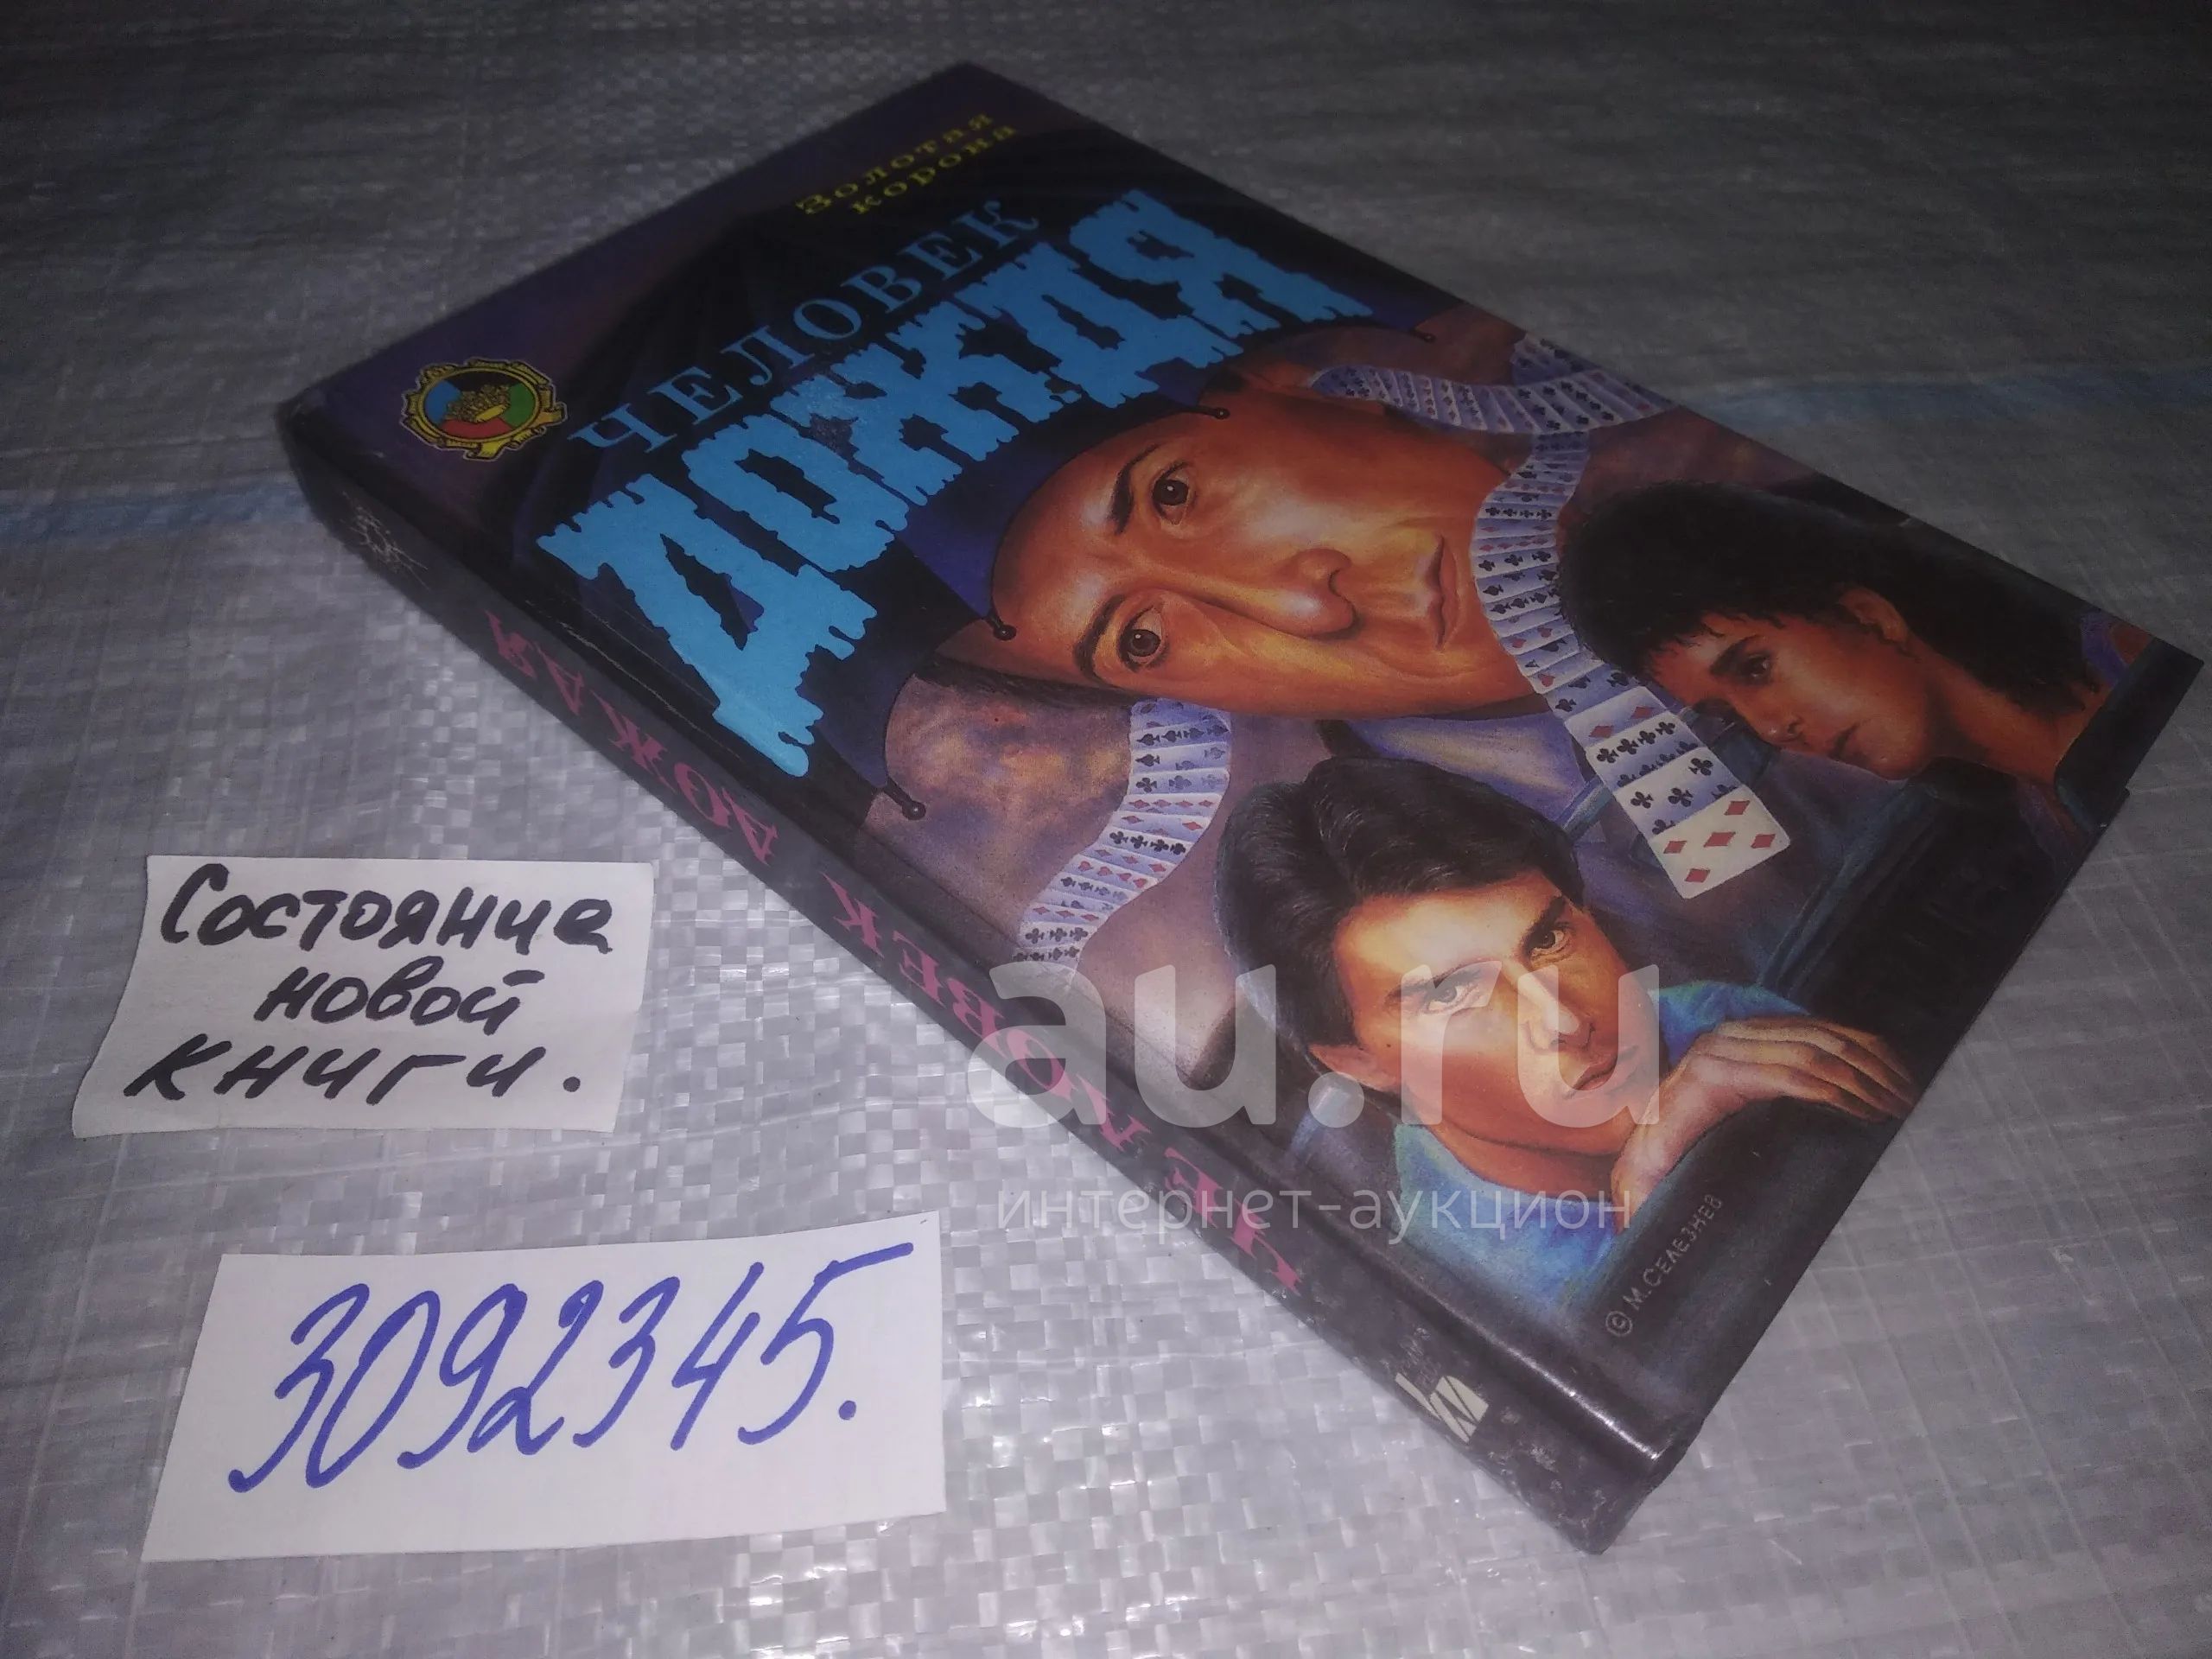 Золотая
корона
ЧЕЛОВЕК
ДОЖДЯ
ЧЕЛОВЕК ДОЖДЯ
© М. СЕЛЕЗНЕВ
Состояние
новой
книги.
3092345.
au.ru
интернет-аукцион